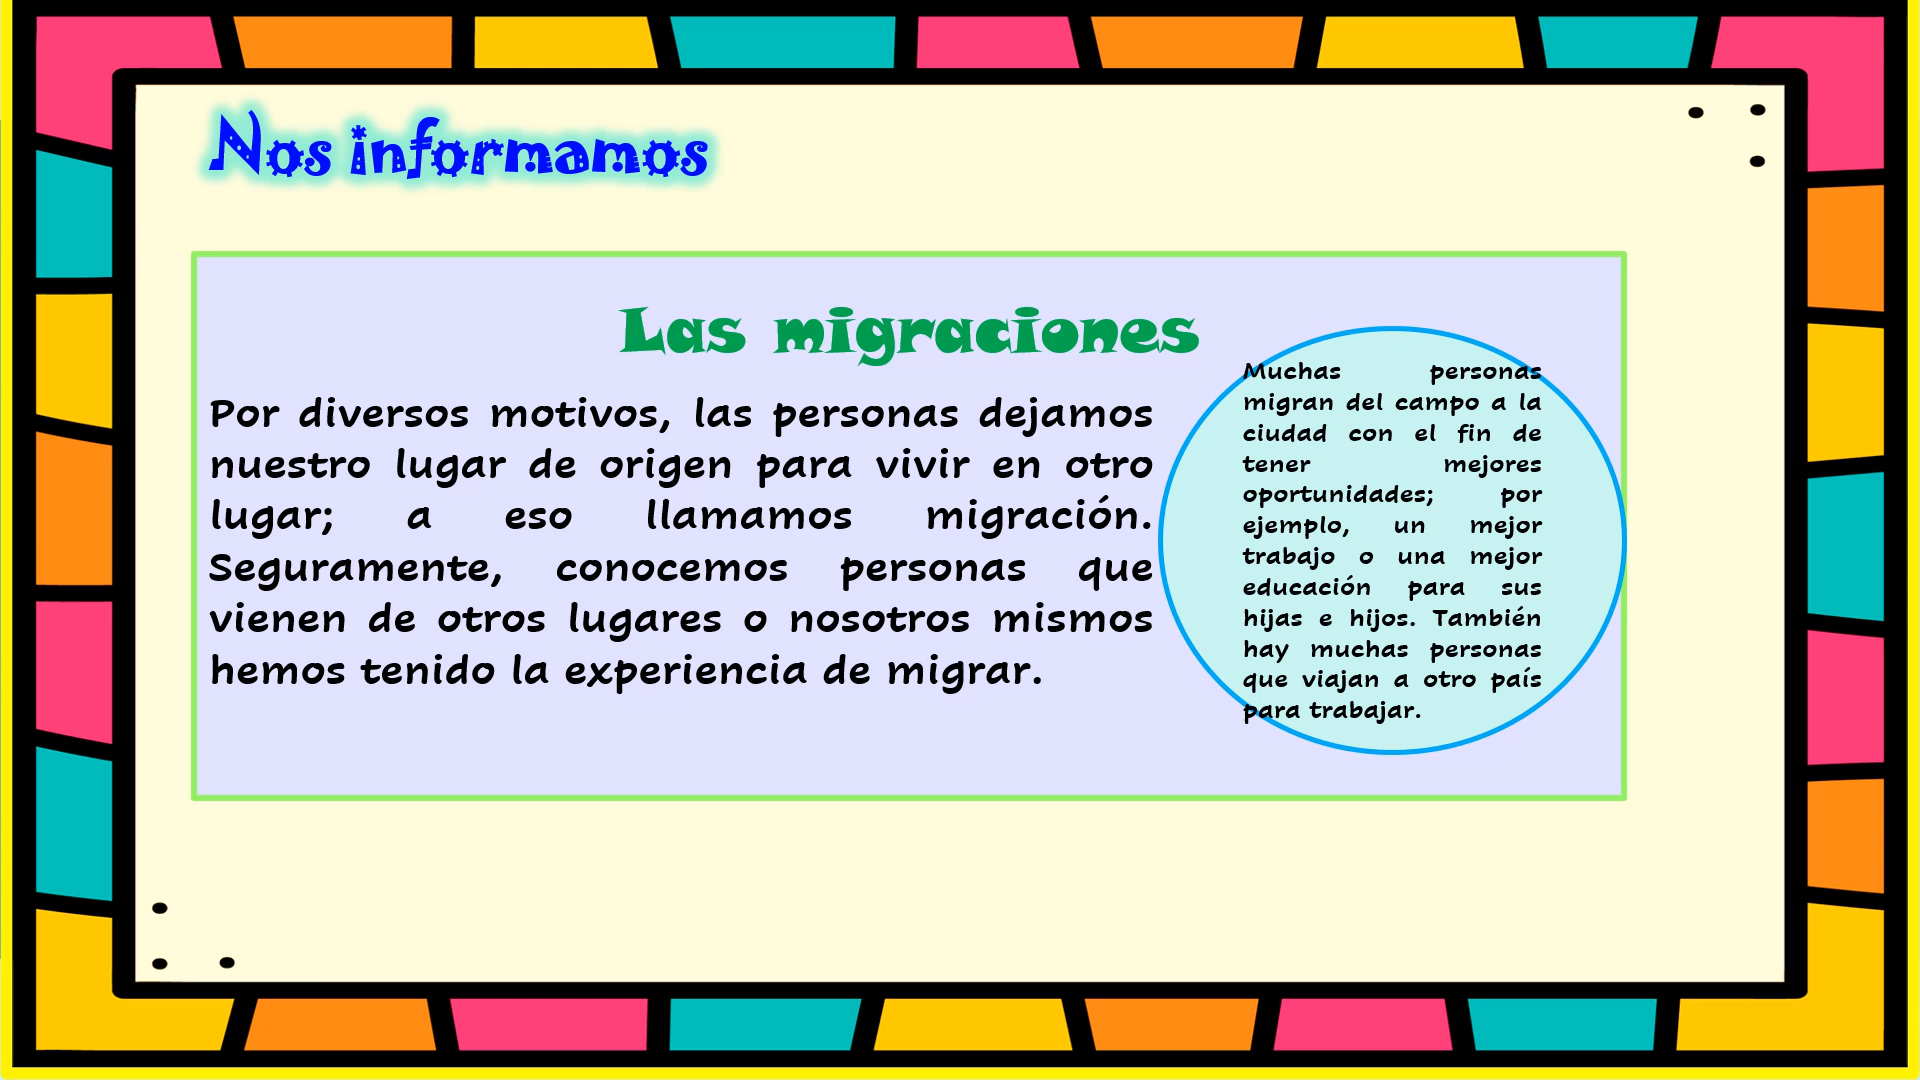 Nos informamos
Las migraciones
Por diversos motivos, las personas dejamos
nuestro lugar de origen para vivir en otro
lugar; a eso llamamos migración.
Seguramente, conocemos personas que
vienen de otros lugares o nosotros mismos
hemos tenido la experiencia de migrar.
Muchas personas
migran del campo a la
ciudad con el fin de
tener mejores
oportunidades; por
ejemplo, un mejor
trabajo o una mejor
educación para sus
hijas e hijos. También
hay muchas personas
que viajan a otro país
para trabajar.